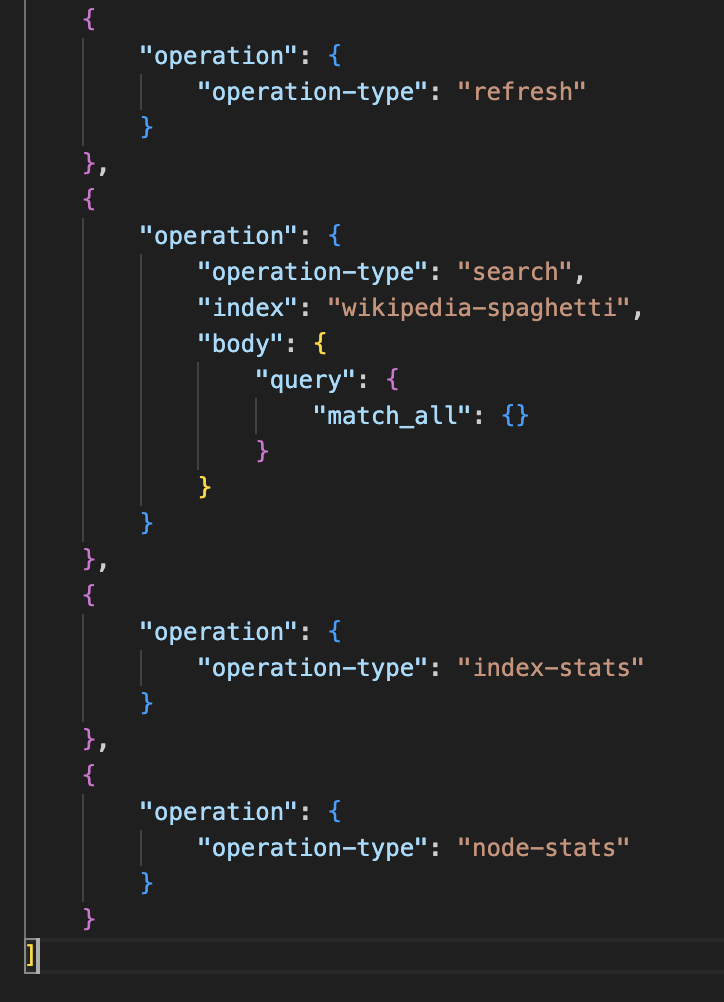 {
"operation": {
"operation-type": "refresh"
}
},
{
"operation": {
"operation-type": "search",
"index": "wikipedia-spaghetti",
"body": {
"query": {
"match_all": {}
}
}
}
},
{
"operation": {
"operation-type": "index-stats"
}
},
{
"operation": {
"operation-type": "node-stats"
}
}
]